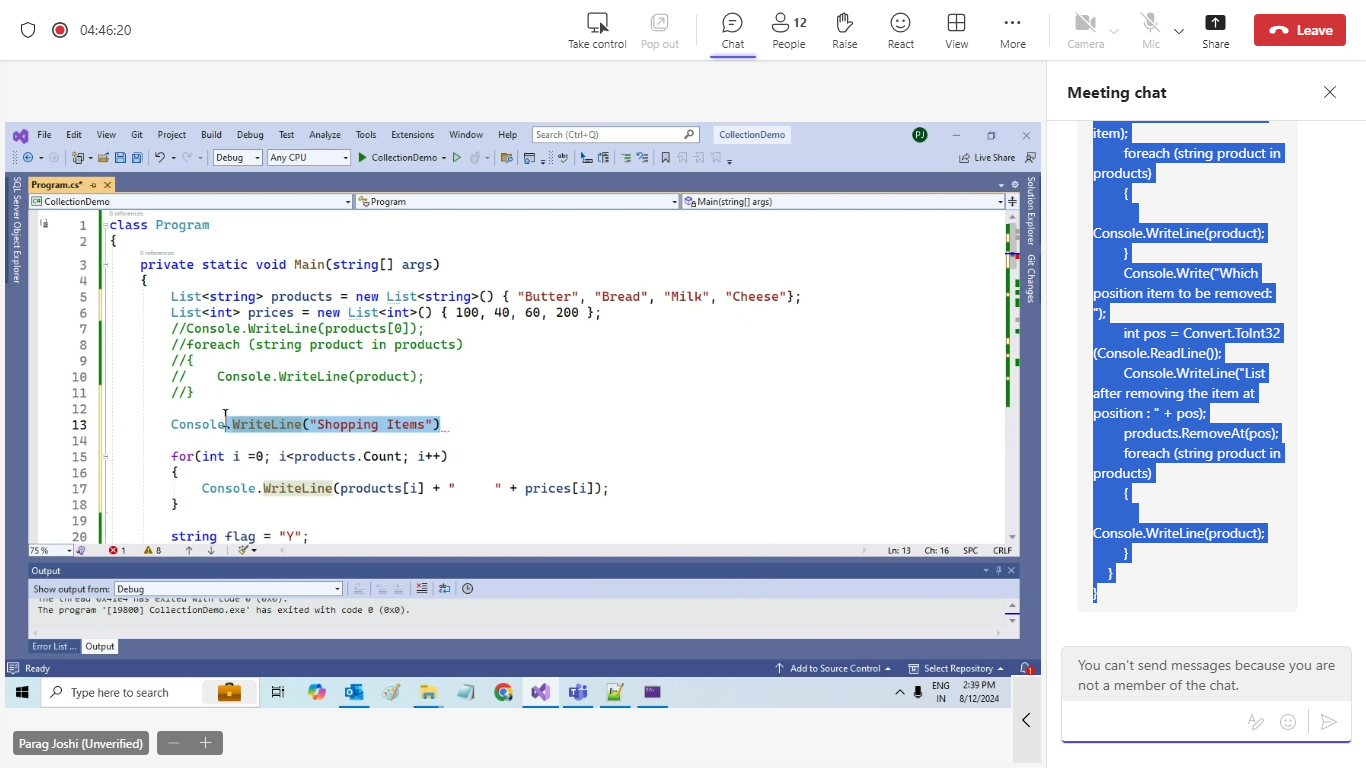 04:46:20
Take control
Pop out
Chat
12
People
Raise
React
View
More
Camera
Mic
Share
Leave
Meeting chat
File Edit View Git Project Build Debug Test Analyze Tools Extensions Window Help Search (Ctrl+Q) CollectionDemo PJ
Debug Any CPU CollectionDemo Live Share
SQL Server Object Explorer
Program.cs*
CollectionDemo Program Main(string[] args)
Solution Explorer Git Changes
0 references
1 class Program
2 {
0 references
3 private static void Main(string[] args)
4 {
5 List<string> products = new List<string>() { "Butter", "Bread", "Milk", "Cheese"};
6 List<int> prices = new List<int>() { 100, 40, 60, 200 };
7 //Console.WriteLine(products[0]);
8 //foreach (string product in products)
9 //{
10 // Console.WriteLine(product);
11 //}
12
13 Console.WriteLine("Shopping Items")
14
15 for(int i =0; i<products.Count; i++)
16 {
17 Console.WriteLine(products[i] + "     " + prices[i]);
18 }
19
20 string flag = "Y";
75 % 1 8 Ln: 13 Ch: 16 SPC CRLF
Output
Show output from: Debug
The program '[19800] CollectionDemo.exe' has exited with code 0 (0x0).
Error List ... Output
Ready Add to Source Control Select Repository 1
Type here to search
ENG
IN
2:39 PM
8/12/2024
Parag Joshi (Unverified)
item);
foreach (string product in
products)
{
Console.WriteLine(product);
}
Console.Write("Which
position item to be removed:
");
int pos = Convert.ToInt32
(Console.ReadLine());
Console.WriteLine("List
after removing the item at
position : " + pos);
products.RemoveAt(pos);
foreach (string product in
products)
{
Console.WriteLine(product);
}
}
}
You can't send messages because you are
not a member of the chat.